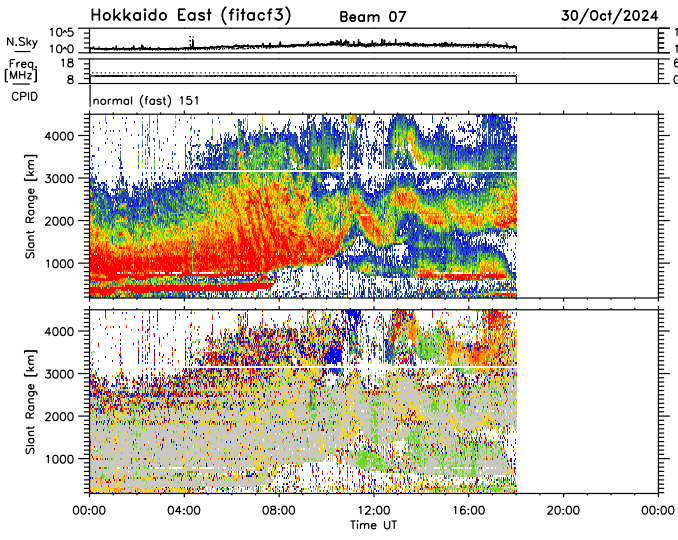 Hokkaido East (fitacf3) Beam 07 30/Oct/2024
N.Sky 10^5 10^0 1 1
Freq. [MHz] 18 8 6 0
CPID normal (fast) 151
Slant Range [km] 4000 3000 2000 1000
Slant Range [km] 4000 3000 2000 1000
00:00 04:00 08:00 12:00 16:00 20:00 00:00
Time UT